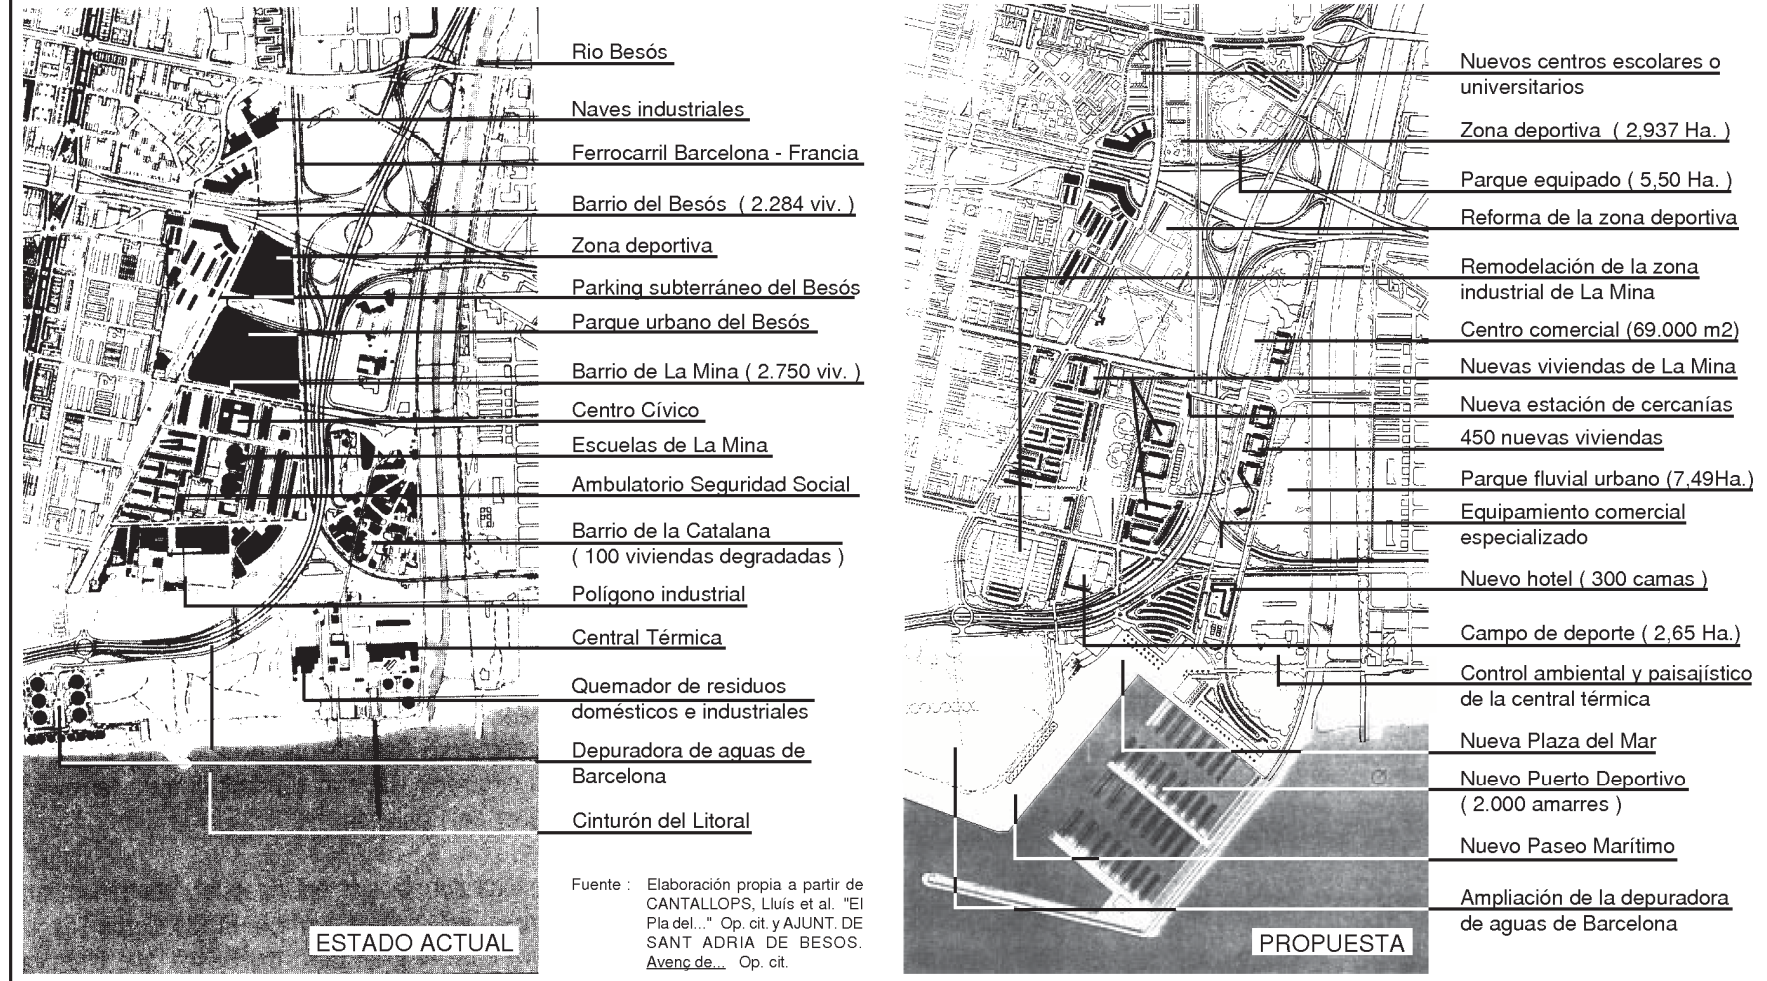 Rio Besós
Naves industriales
Ferrocarril Barcelona - Francia
Barrio del Besós ( 2.284 viv. )
Zona deportiva
Parking subterráneo del Besós
Parque urbano del Besós
Barrio de La Mina ( 2.750 viv. )
Centro Cívico
Escuelas de La Mina
Ambulatorio Seguridad Social
Barrio de la Catalana
( 100 viviendas degradadas )
Polígono industrial
Central Térmica
Quemador de residuos
domésticos e industriales
Depuradora de aguas de
Barcelona
Cinturón del Litoral
Fuente : Elaboración propia a partir de
CANTALLOPS, Lluís et al. "El
Pla del..." Op. cit. y AJUNT. DE
SANT ADRIA DE BESOS.
Avenç de... Op. cit.
ESTADO ACTUAL
Nuevos centros escolares o
universitarios
Zona deportiva ( 2,937 Ha. )
Parque equipado ( 5,50 Ha. )
Reforma de la zona deportiva
Remodelación de la zona
industrial de La Mina
Centro comercial (69.000 m2)
Nuevas viviendas de La Mina
Nueva estación de cercanías
450 nuevas viviendas
Parque fluvial urbano (7,49Ha.)
Equipamiento comercial
especializado
Nuevo hotel ( 300 camas )
Campo de deporte ( 2,65 Ha.)
Control ambiental y paisajístico
de la central térmica
Nueva Plaza del Mar
Nuevo Puerto Deportivo
( 2.000 amarres )
Nuevo Paseo Marítimo
Ampliación de la depuradora
de aguas de Barcelona
PROPUESTA